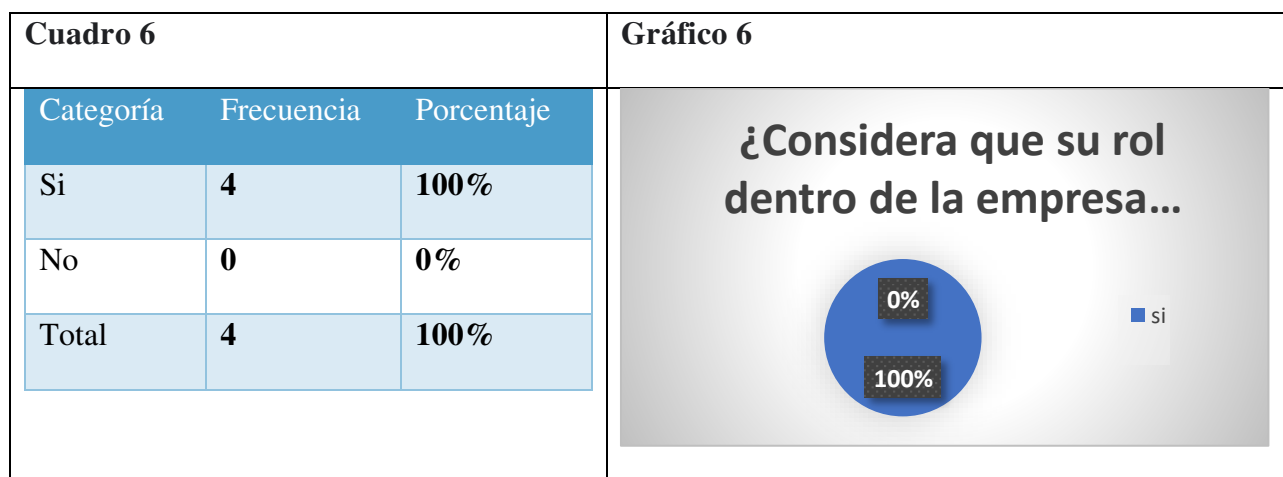 Cuadro 6
Gráfico 6
Categoría Frecuencia Porcentaje
Si 4 100%
No 0 0%
Total 4 100%
¿Considera que su rol
dentro de la empresa...
0%
100%
si